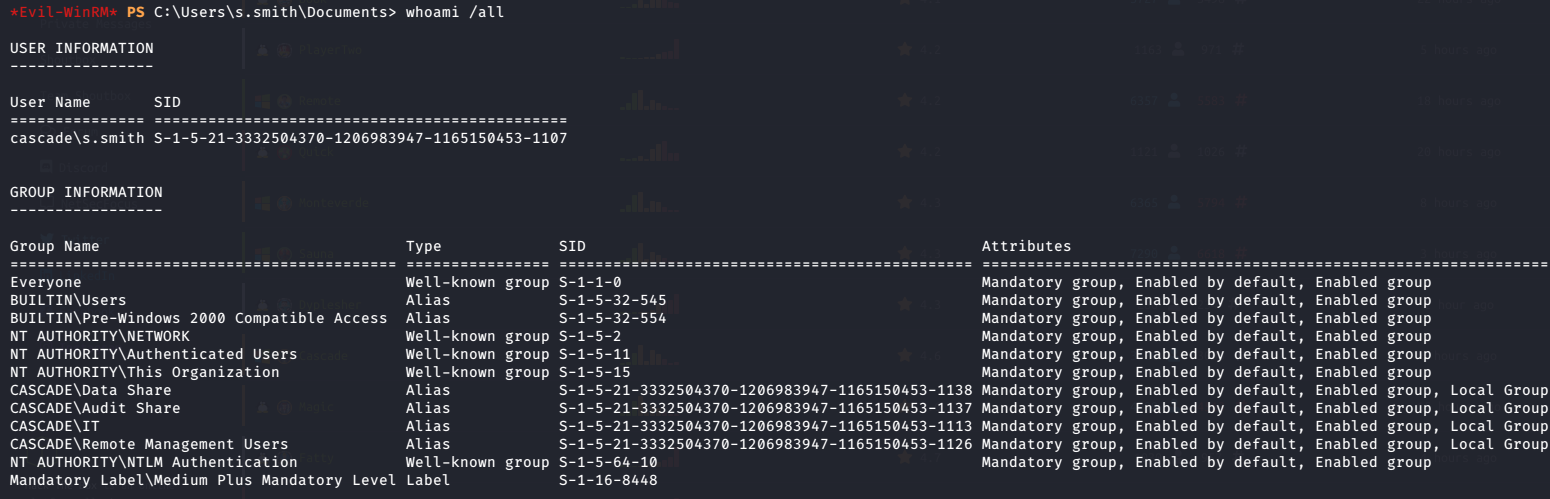 *Evil-WinRM* PS C:\Users\s.smith\Documents> whoami /all
USER INFORMATION
----------------
User Name      SID
=============== ==============================================
cascade\s.smith S-1-5-21-3332504370-1206983947-1165150453-1107
GROUP INFORMATION
-----------------
Group Name                                  Type             SID                                            Attributes
=========================================== ================ ============================================== ===============================================================
Everyone                                    Well-known group S-1-1-0                                        Mandatory group, Enabled by default, Enabled group
BUILTIN\Users                               Alias            S-1-5-32-545                                   Mandatory group, Enabled by default, Enabled group
BUILTIN\Pre-Windows 2000 Compatible Access  Alias            S-1-5-32-554                                   Mandatory group, Enabled by default, Enabled group
NT AUTHORITY\NETWORK                        Well-known group S-1-5-2                                        Mandatory group, Enabled by default, Enabled group
NT AUTHORITY\Authenticated Users            Well-known group S-1-5-11                                       Mandatory group, Enabled by default, Enabled group
NT AUTHORITY\This Organization              Well-known group S-1-5-15                                       Mandatory group, Enabled by default, Enabled group
CASCADE\Data Share                          Alias            S-1-5-21-3332504370-1206983947-1165150453-1138 Mandatory group, Enabled by default, Enabled group, Local Group
CASCADE\Audit Share                         Alias            S-1-5-21-3332504370-1206983947-1165150453-1137 Mandatory group, Enabled by default, Enabled group, Local Group
CASCADE\IT                                  Alias            S-1-5-21-3332504370-1206983947-1165150453-1113 Mandatory group, Enabled by default, Enabled group, Local Group
CASCADE\Remote Management Users             Alias            S-1-5-21-3332504370-1206983947-1165150453-1126 Mandatory group, Enabled by default, Enabled group, Local Group
NT AUTHORITY\NTLM Authentication            Well-known group S-1-5-64-10                                    Mandatory group, Enabled by default, Enabled group
Mandatory Label\Medium Plus Mandatory Level Label            S-1-16-8448